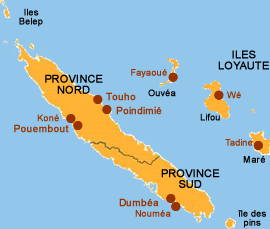 Iles
Belep
Fayaoué
ILES
LOYAUTE
PROVINCE
NORD
Touho
Ouvéa
Wé
Poindimié
Koné
Lifou
Pouembout
Tadine
Maré
PROVINCE
SUD
Dumbéa
Nouméa
île des
pins